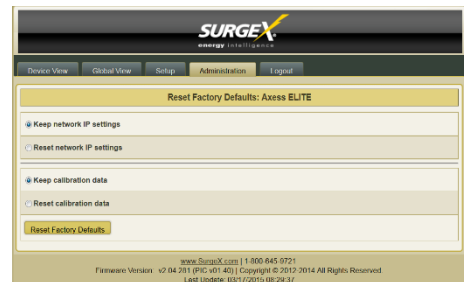 SURGEX
energy intelligence
Device View Global View Setup Administration Logout
Reset Factory Defaults: Axess ELITE
Keep network IP settings
Reset network IP settings
Keep calibration data
Reset calibration data
Reset Factory Defaults
www.SurgeX.com | 1-800-645-9721
Firmware Version: v2.04.281 (PIC v01.40) | Copyright © 2012-2014 All Rights Reserved
Last Update: 03/17/2015 08:29:37